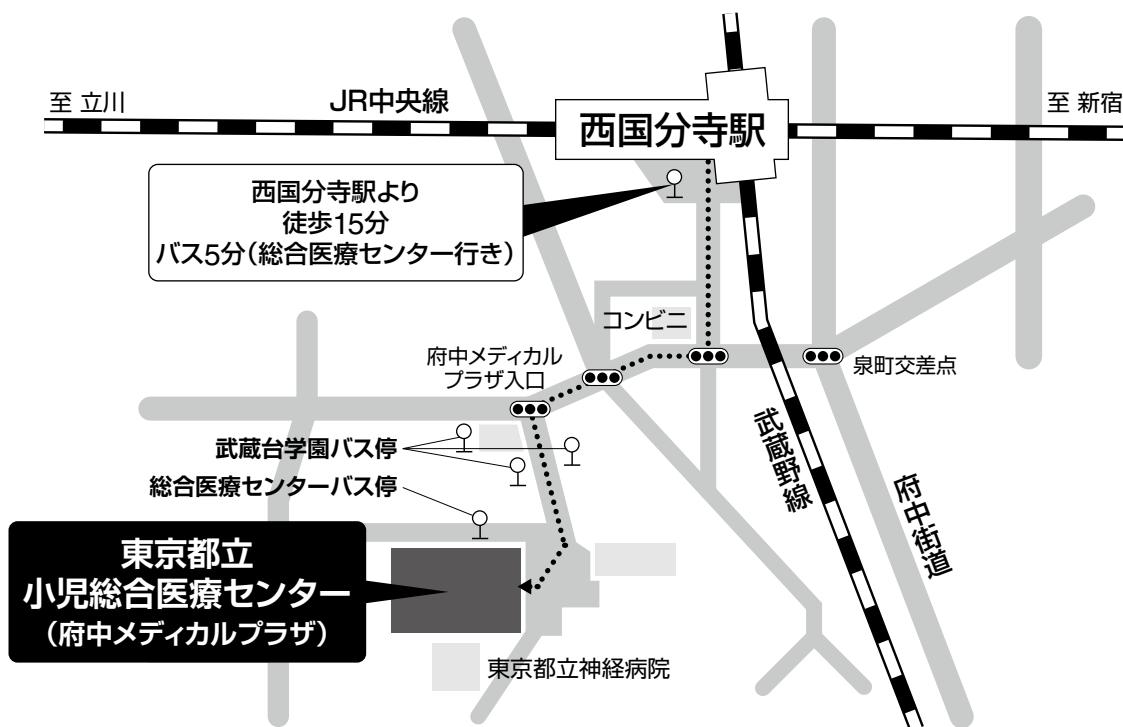 至 立川
JR中央線
西国分寺駅
至 新宿
西国分寺駅より
徒歩15分
バス5分(総合医療センター行き)
コンビニ
府中メディカル
プラザ入口
泉町交差点
武蔵台学園バス停
武蔵野線
総合医療センターバス停
府中街道
東京都立
小児総合医療センター
(府中メディカルプラザ)
東京都立神経病院